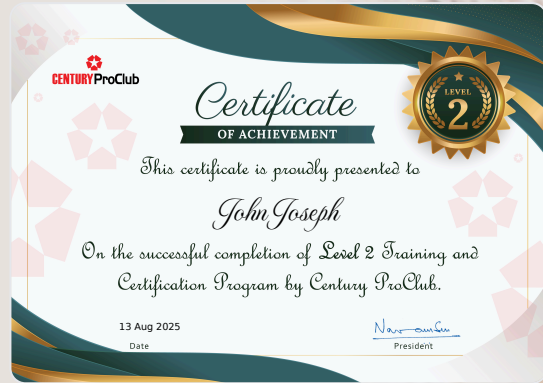 CENTURY ProClub
Certificate
OF ACHIEVEMENT
LEVEL
2
This certificate is proudly presented to
John Joseph
On the successful completion of Level 2 Training and
Certification Program by Century ProClub.
13 Aug 2025
Date
President